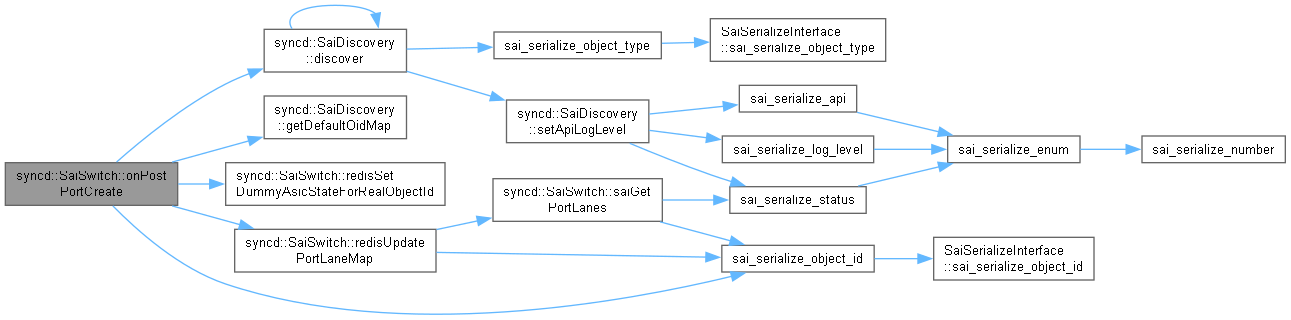 syncd::SaiSwitch::onPost
PortCreate
syncd::SaiDiscovery
::discover
syncd::SaiDiscovery
::getDefaultOidMap
syncd::SaiSwitch::redisSet
DummyAsicStateForRealObjectId
syncd::SaiSwitch::redisUpdate
PortLaneMap
sai_serialize_object_type
syncd::SaiDiscovery
::setApiLogLevel
syncd::SaiSwitch::saiGet
PortLanes
SaiSerializeInterface
::sai_serialize_object_type
sai_serialize_api
sai_serialize_log_level
sai_serialize_status
sai_serialize_object_id
sai_serialize_enum
SaiSerializeInterface
::sai_serialize_object_id
sai_serialize_number